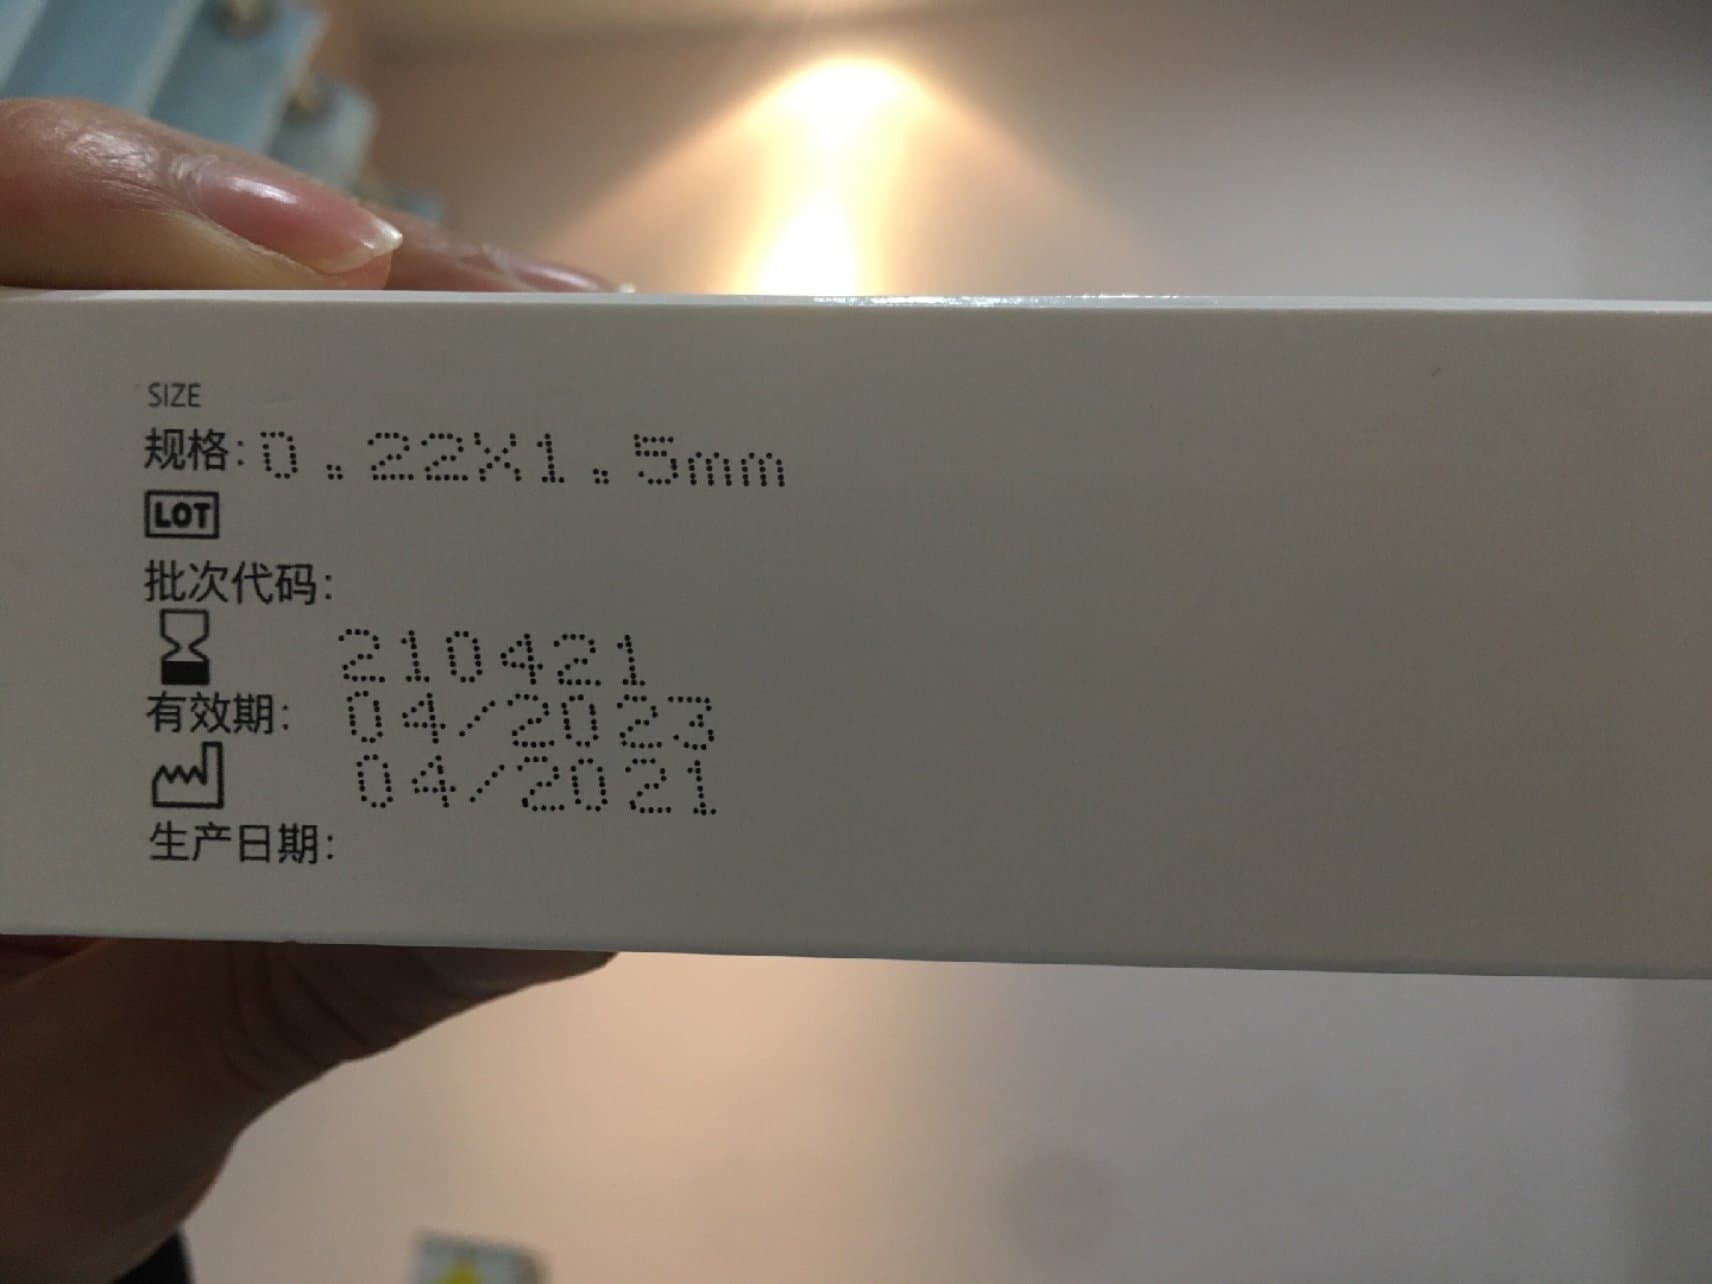 SIZE
规格:0.22X1.5mm
LOT
批次代码:
210421
有效期: 04/2023
04/2021
生产日期: